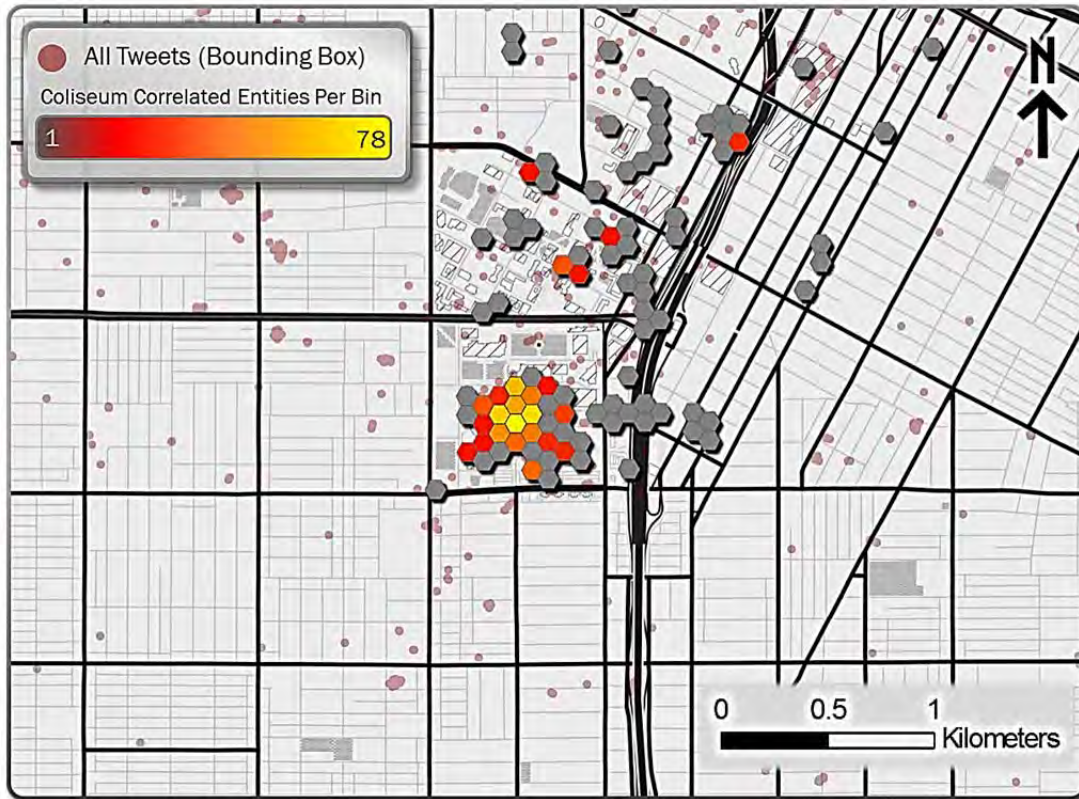 All Tweets (Bounding Box)
Coliseum Correlated Entities Per Bin
1 78
N
0 0.5 1
Kilometers